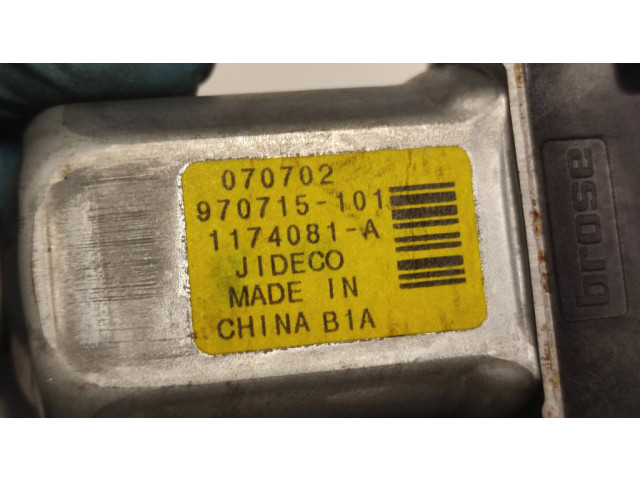 070702
970715-101
1174081-A
JIDECO
MADE IN
CHINA B1A
brose